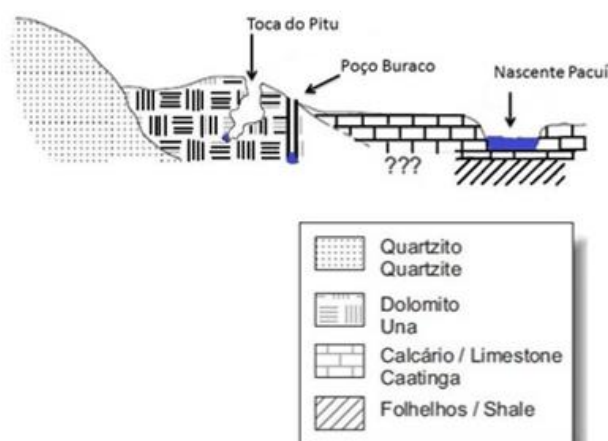 Toca do Pitu
Poço Buraco
Nascente Pacuí
???
Quartzito
Quartzite
Dolomito
Una
Calcário / Limestone
Caatinga
Folhelhos / Shale